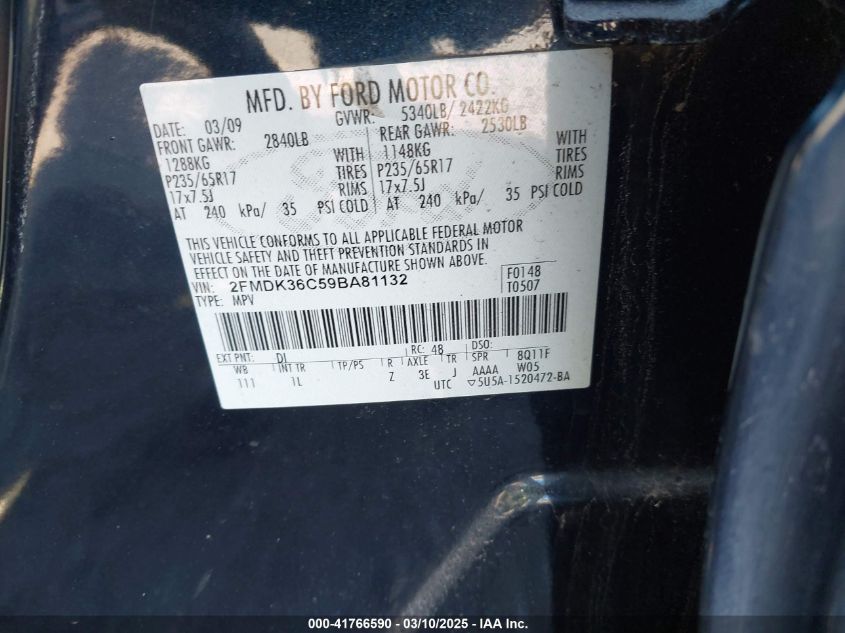 MFD. BY FORD MOTOR CO.
DATE: 03/09 GVWR: 5340LB/ 2422KG
FRONT GAWR: 2840LB REAR GAWR: 2530LB
1288KG WITH 1148KG WITH
P235/65R17 TIRES P235/65R17 TIRES
17x7.5J RIMS 17x7.5J RIMS
AT 240 kPa/ 35 PSI COLD AT 240 kPa/ 35 PSI COLD
THIS VEHICLE CONFORMS TO ALL APPLICABLE FEDERAL MOTOR
VEHICLE SAFETY AND THEFT PREVENTION STANDARDS IN
EFFECT ON THE DATE OF MANUFACTURE SHOWN ABOVE.
VIN: 2FMDK36C59BA81132 F0148
TYPE: MPV T0507
EXT PNT: DI RC: 48 DSO:
WB INT TR TP/PS R AXLE TR SPR 8Q11F
111 1L Z 3E J AAAA W05
UTC ▽5U5A-1520472-BA
000-41766590 — 03/10/2025 — IAA Inc.